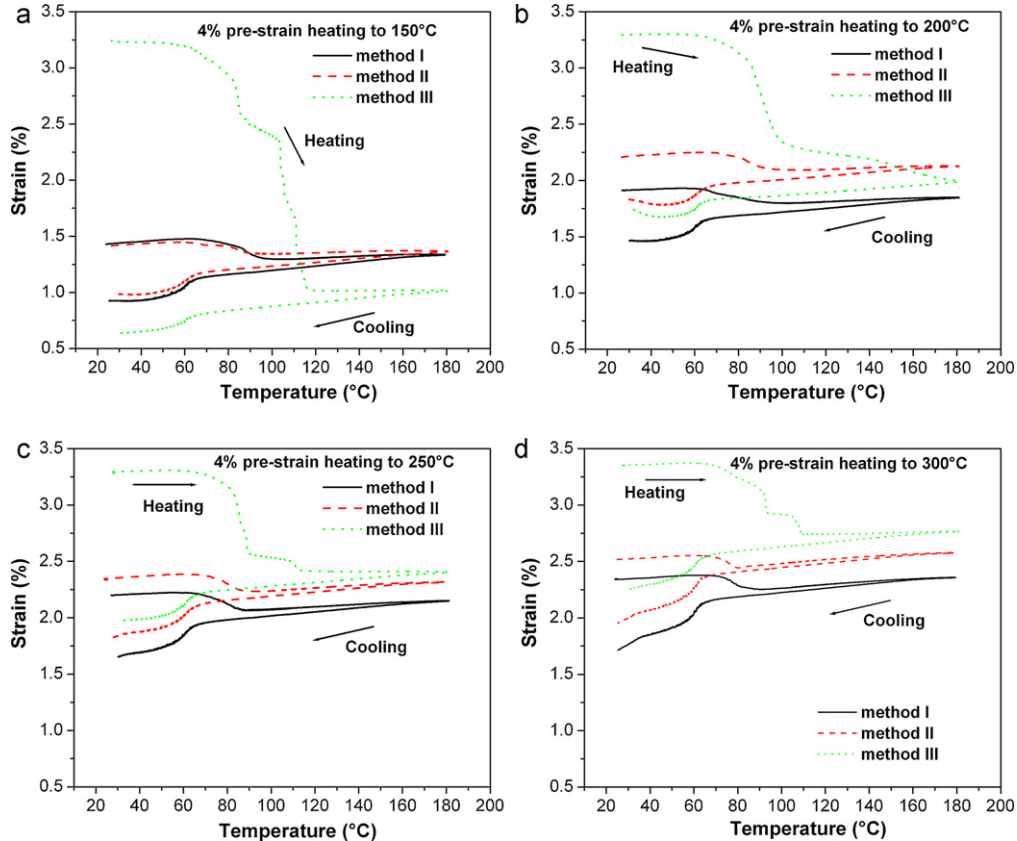 a
4% pre-strain heating to 150°C
method I
method II
method III
Heating
Cooling
Strain (%)
3.5
3.0
2.5
2.0
1.5
1.0
0.5
20 40 60 80 100 120 140 160 180 200
Temperature (°C)
b
4% pre-strain heating to 200°C
method I
method II
method III
Heating
Cooling
Strain (%)
3.5
3.0
2.5
2.0
1.5
1.0
0.5
20 40 60 80 100 120 140 160 180 200
Temperature (°C)
c
4% pre-strain heating to 250°C
method I
method II
method III
Heating
Cooling
Strain (%)
3.5
3.0
2.5
2.0
1.5
1.0
0.5
20 40 60 80 100 120 140 160 180 200
Temperature (°C)
d
4% pre-strain heating to 300°C
Heating
Cooling
method I
method II
method III
Strain (%)
3.5
3.0
2.5
2.0
1.5
1.0
0.5
20 40 60 80 100 120 140 160 180 200
Temperature (°C)